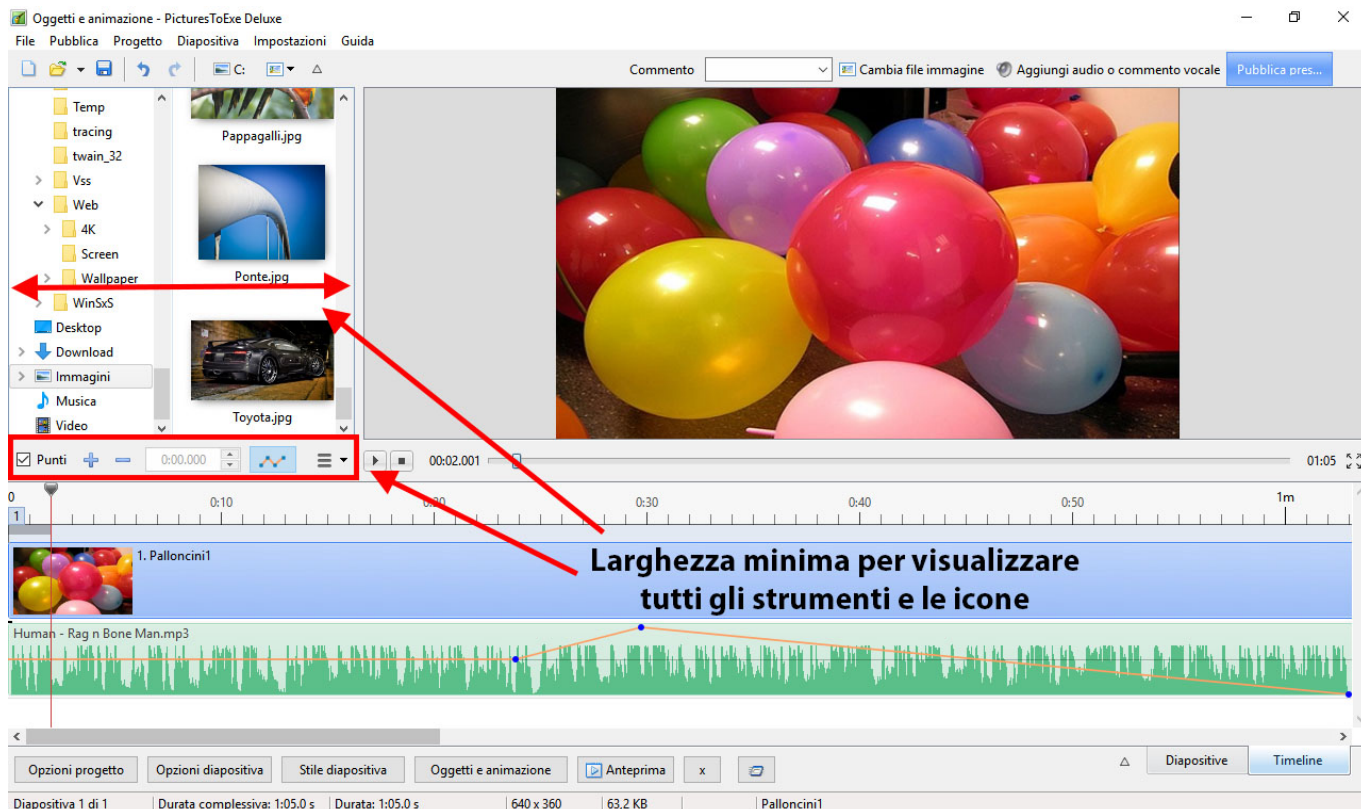 Oggetti e animazione - PicturesToExe Deluxe
File Pubblica Progetto Diapositiva Impostazioni Guida
C: Commento Cambia file immagine Aggiungi audio o commento vocale Pubblica pres...
Temp
tracing
twain_32
Vss
Web
4K
Screen
Wallpaper
WinSxS
Desktop
Download
Immagini
Musica
Video
Pappagalli.jpg
Ponte.jpg
Toyota.jpg
Punti 0:00.000 00:02.001 01:05
0 0:10 0:20 0:30 0:40 0:50 1m
1
1. Palloncini1
Larghezza minima per visualizzare
tutti gli strumenti e le icone
Human - Rag n Bone Man.mp3
Opzioni progetto Opzioni diapositiva Stile diapositiva Oggetti e animazione Anteprima x Diapositive Timeline
Diapositiva 1 di 1 Durata complessiva: 1:05.0 s Durata: 1:05.0 s 640 x 360 63,2 KB Palloncini1